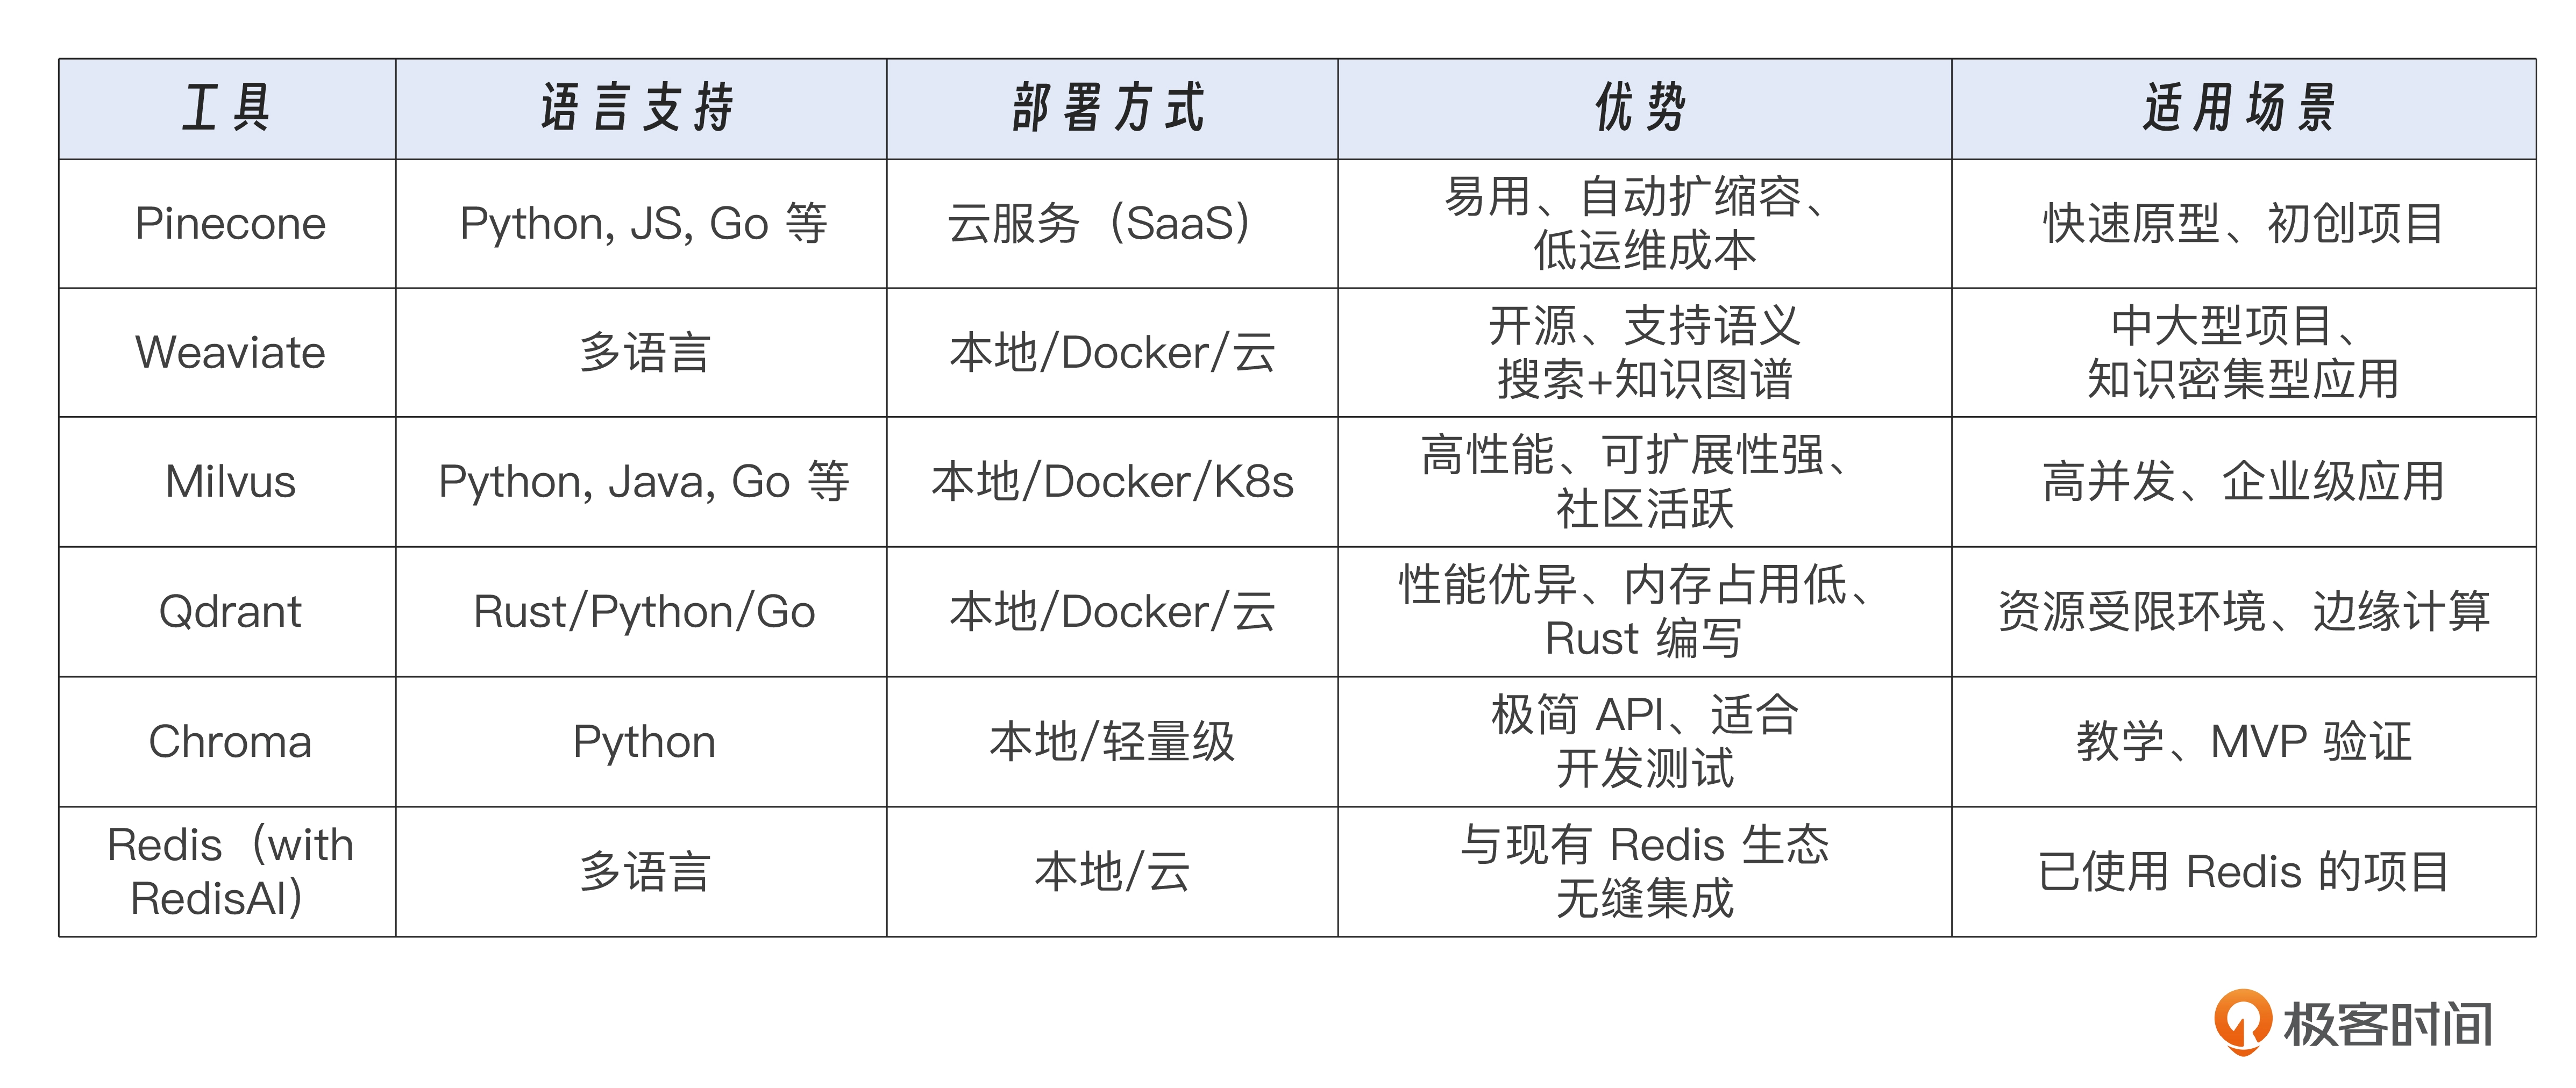 工具 语言支持 部署方式 优势 适用场景
Pinecone Python, JS, Go 等 云服务（SaaS） 易用、自动扩缩容、
低运维成本 快速原型、初创项目
Weaviate 多语言 本地/Docker/云 开源、支持语义
搜索+知识图谱 中大型项目、
知识密集型应用
Milvus Python, Java, Go 等 本地/Docker/K8s 高性能、可扩展性强、
社区活跃 高并发、企业级应用
Qdrant Rust/Python/Go 本地/Docker/云 性能优异、内存占用低、
Rust 编写 资源受限环境、边缘计算
Chroma Python 本地/轻量级 极简 API、适合
开发测试 教学、MVP 验证
Redis（with
RedisAI） 多语言 本地/云 与现有 Redis 生态
无缝集成 已使用 Redis 的项目
极客时间